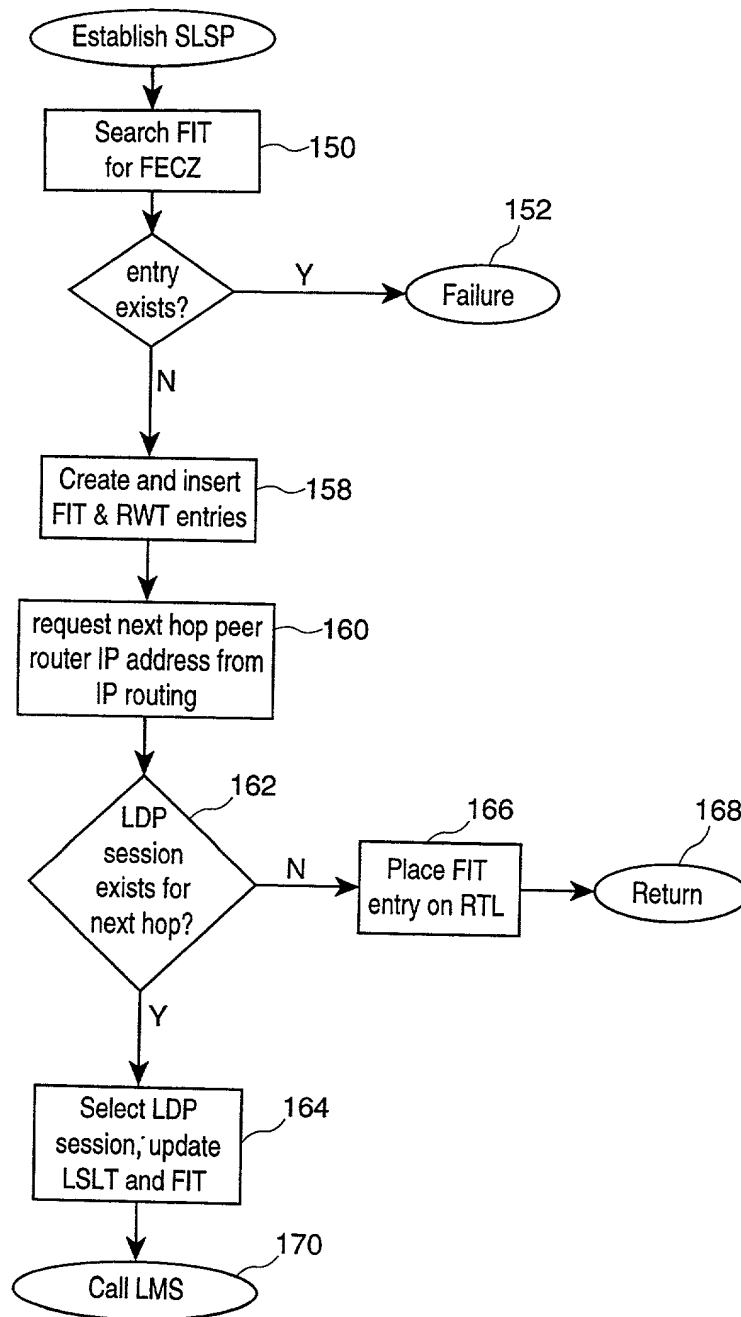 Establish SLSP
Search FIT
for FECZ
150
152
entry
exists?
Y
Failure
N
Create and insert
FIT & RWT entries
158
request next hop peer
router IP address from
IP routing
160
162
LDP
session
exists for
next hop?
N
166
Place FIT
entry on RTL
168
Return
Y
Select LDP
session, update
LSLT and FIT
164
170
Call LMS